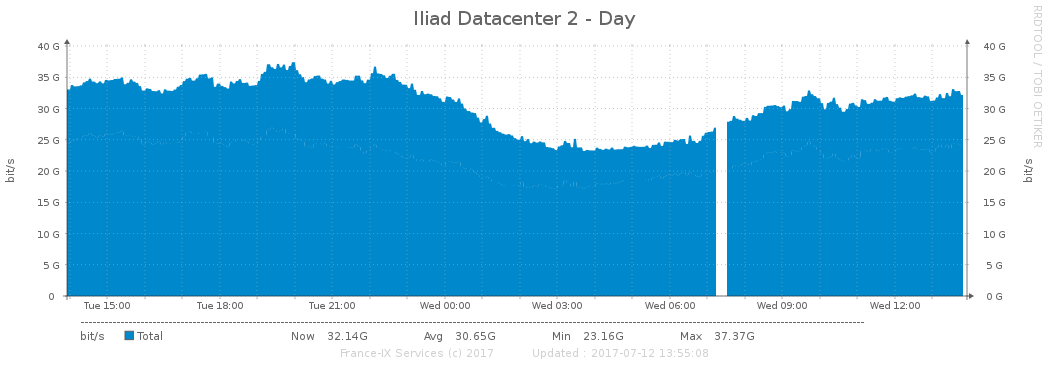 Iliad Datacenter 2 - Day
RRDTOOL / TOBI OETIKER
40 G 40 G
35 G 35 G
30 G 30 G
25 G 25 G
20 G 20 G
15 G 15 G
10 G 10 G
5 G 5 G
0 0 G
bit/s bit/s
Tue 15:00 Tue 18:00 Tue 21:00 Wed 00:00 Wed 03:00 Wed 06:00 Wed 09:00 Wed 12:00
bit/s Total Now 32.14G Avg 30.65G Min 23.16G Max 37.37G
France-IX Services (c) 2017 Updated : 2017-07-12 13:55:08